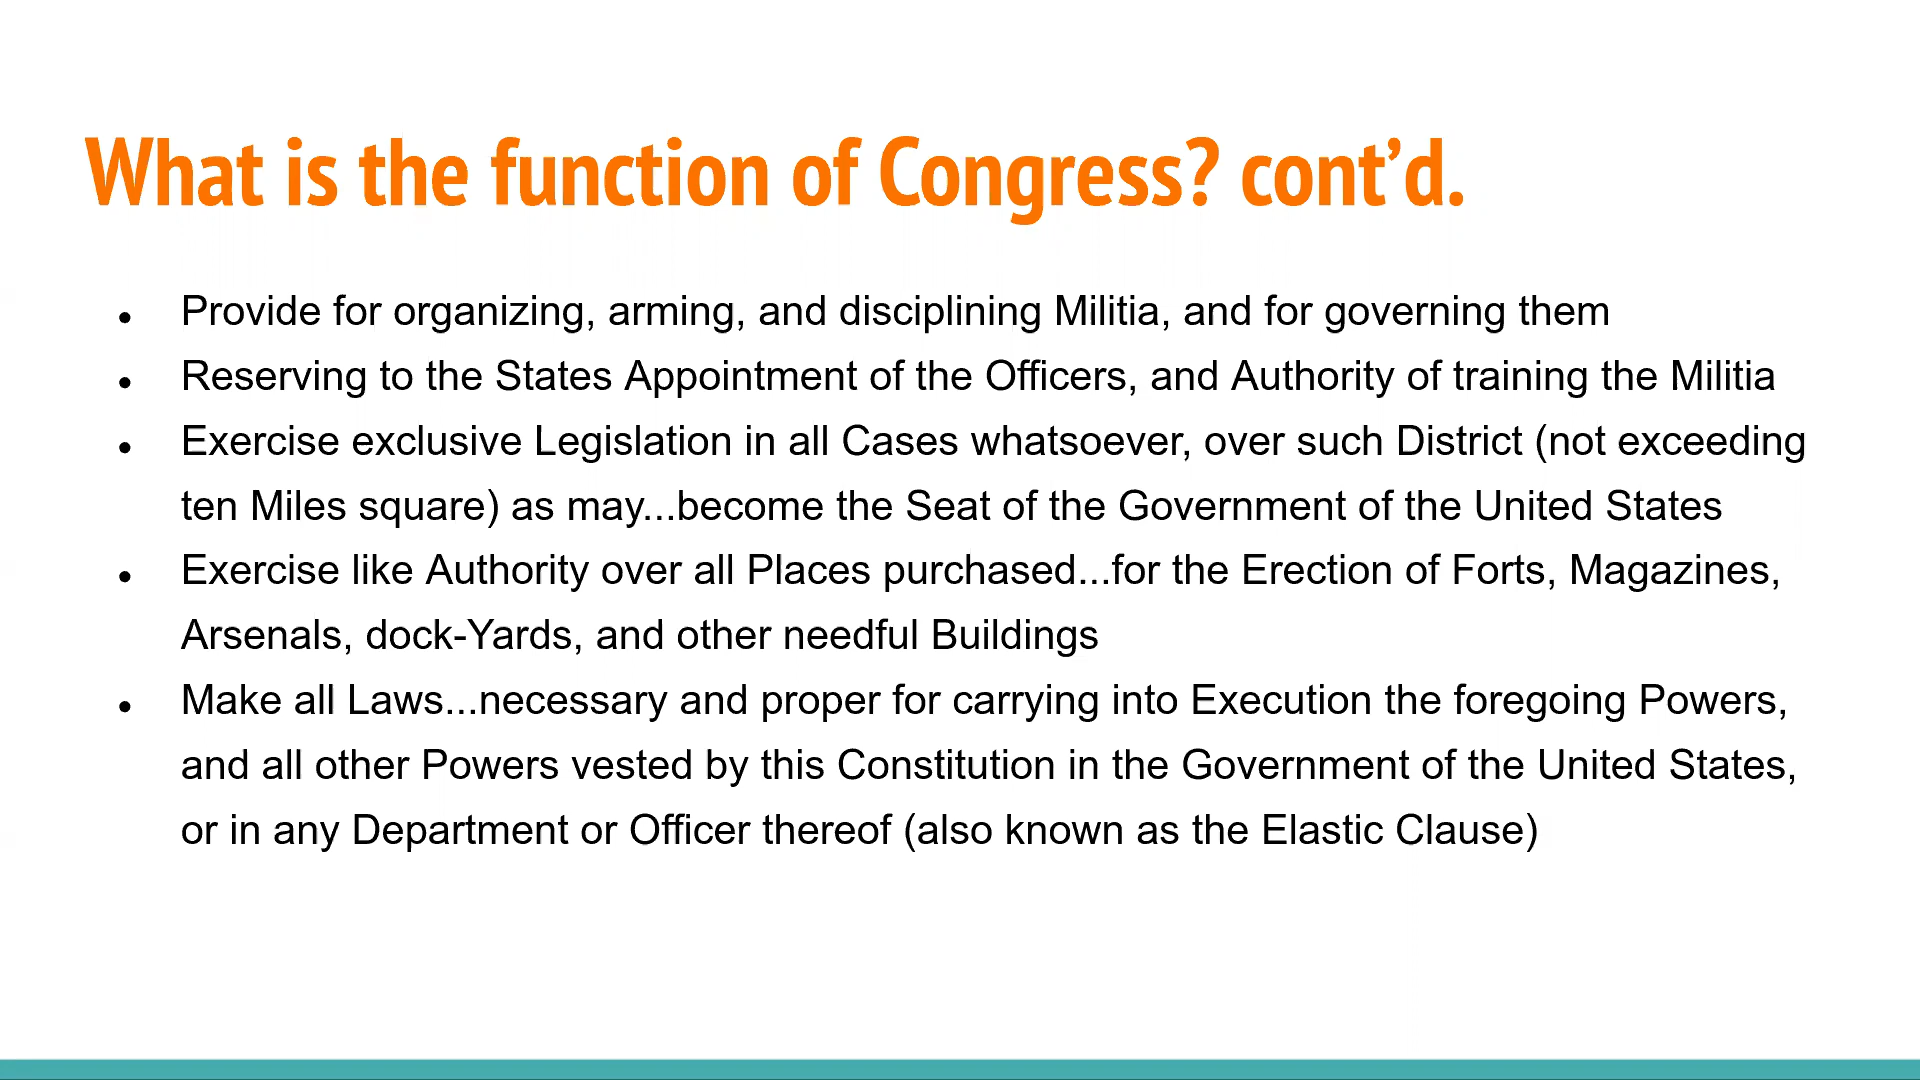 What is the function of Congress? cont’d.
● Provide for organizing, arming, and disciplining Militia, and for governing them
● Reserving to the States Appointment of the Officers, and Authority of training the Militia
● Exercise exclusive Legislation in all Cases whatsoever, over such District (not exceeding
ten Miles square) as may...become the Seat of the Government of the United States
● Exercise like Authority over all Places purchased...for the Erection of Forts, Magazines,
Arsenals, dock-Yards, and other needful Buildings
● Make all Laws...necessary and proper for carrying into Execution the foregoing Powers,
and all other Powers vested by this Constitution in the Government of the United States,
or in any Department or Officer thereof (also known as the Elastic Clause)